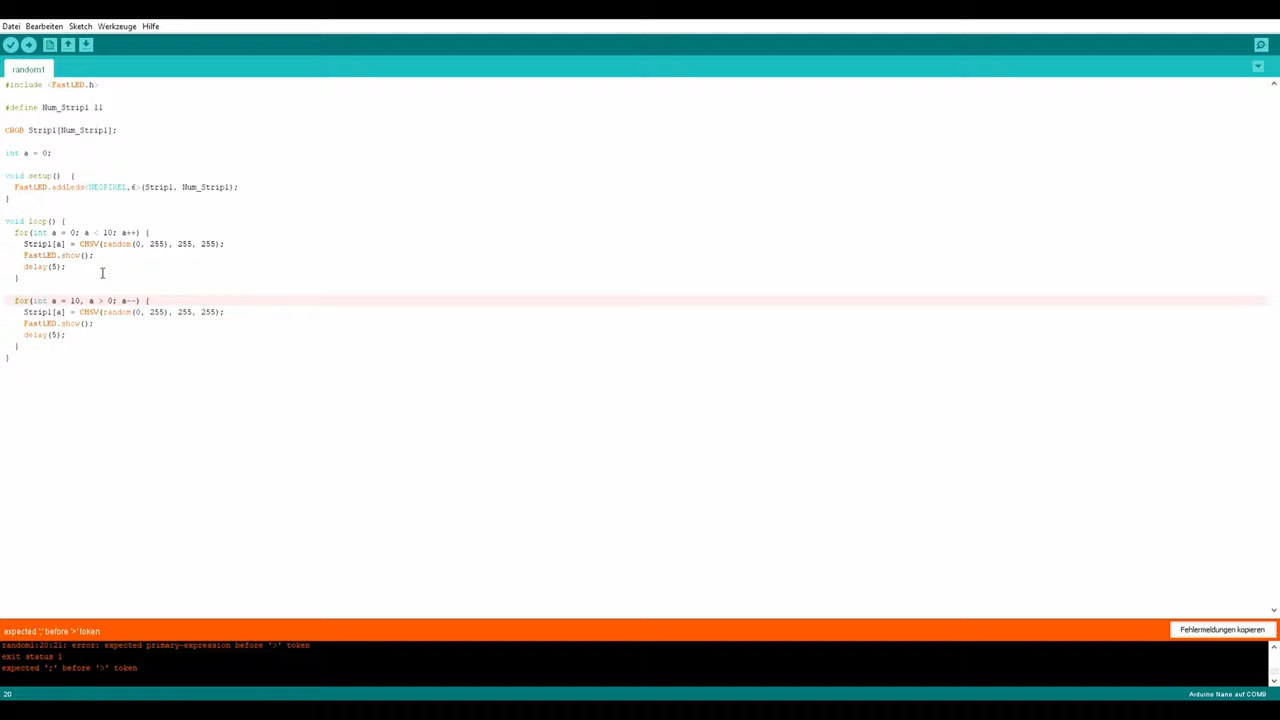 Datei Bearbeiten Sketch Werkzeuge Hilfe
random1
#include <FastLED.h>
#define Num_Strip1 11
CRGB Strip1[Num_Strip1];
int a = 0;
void setup() {
FastLED.addLeds<NEOPIXEL,6>(Strip1, Num_Strip1);
}
void loop() {
for(int a = 0; a < 10; a++) {
Strip1[a] = CHSV(random(0, 255), 255, 255);
FastLED.show();
delay(5);
}
for(int a = 10, a > 0; a--) {
Strip1[a] = CHSV(random(0, 255), 255, 255);
FastLED.show();
delay(5);
}
}
expected ';' before '>' token
Fehlermeldungen kopieren
random1:20:21: error: expected primary-expression before '>' token
exit status 1
expected ';' before '>' token
20
Arduino Nano auf COM9